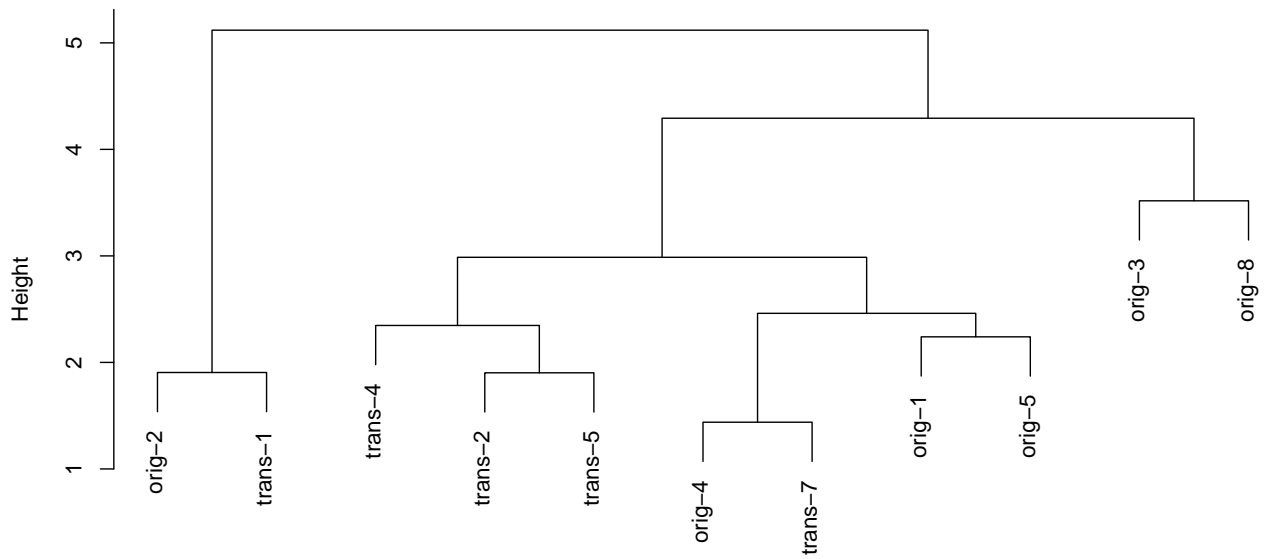 5
4
3
2
1
Height
orig−2
trans−1
trans−4
trans−2
trans−5
orig−4
trans−7
orig−1
orig−5
orig−3
orig−8